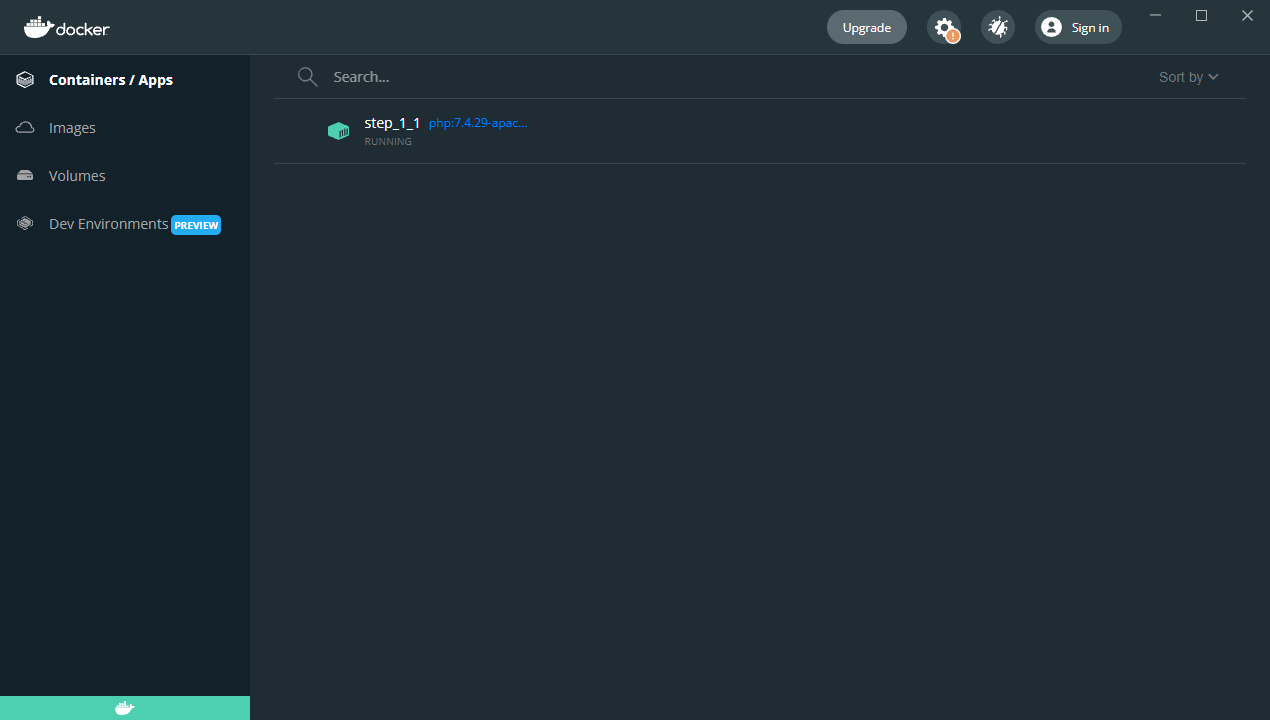 docker
Upgrade
Sign in
Containers / Apps
Images
Volumes
Dev Environments PREVIEW
Search...
Sort by
step_1_1 php:7.4.29-apac...
RUNNING